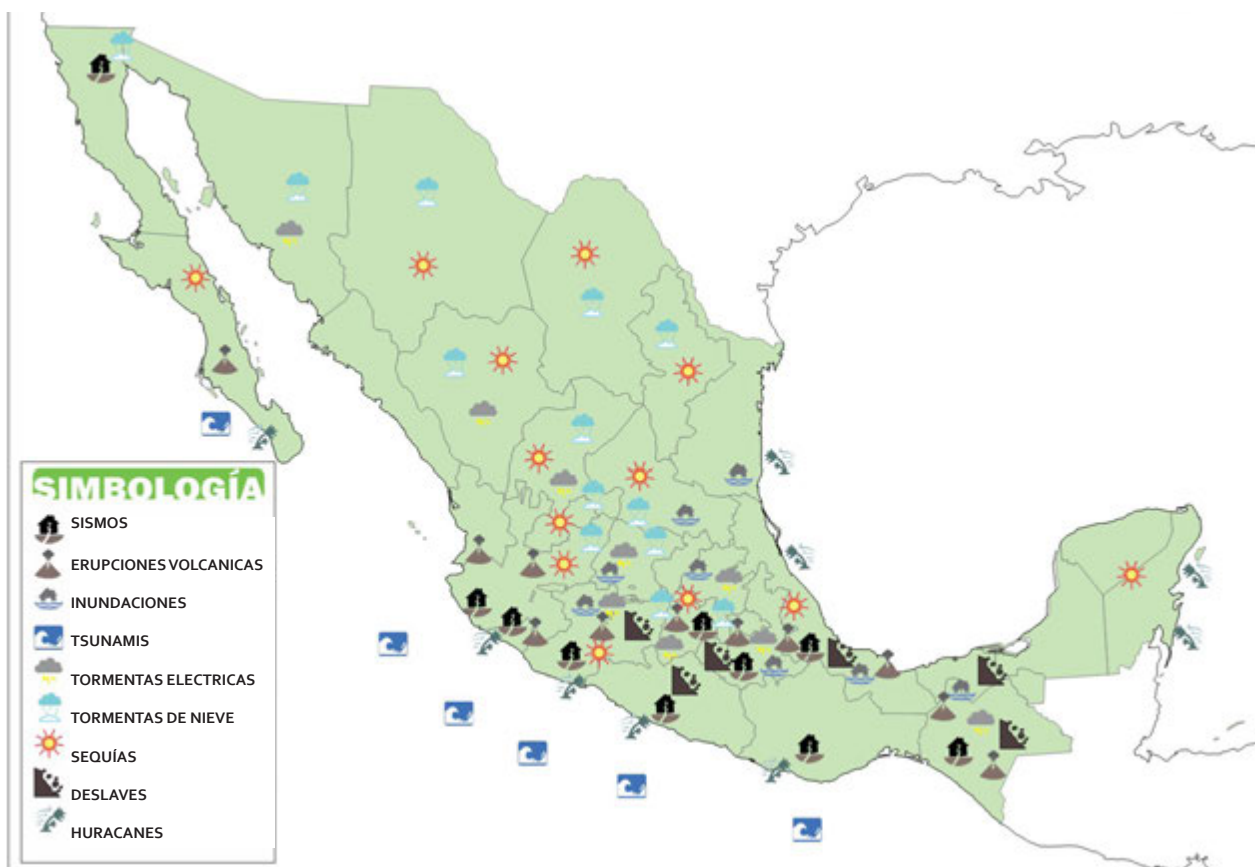 SIMBOLOGÍA
SISMOS
ERUPCIONES VOLCANICAS
INUNDACIONES
TSUNAMIS
TORMENTAS ELECTRICAS
TORMENTAS DE NIEVE
SEQUÍAS
DESLAVES
HURACANES